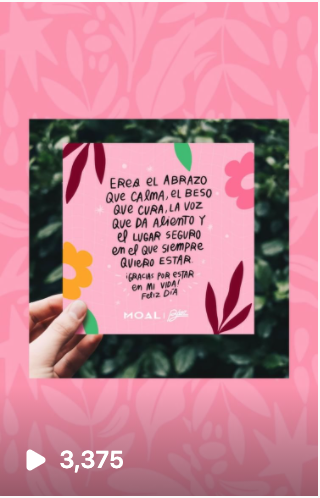 Eres el abrazo
que calma, el beso
que cura, la voz
que da aliento y
el lugar seguro
en el que siempre
quiero estar.
¡Gracias por estar
en mi vida!
Feliz día
MOAL |
3,375